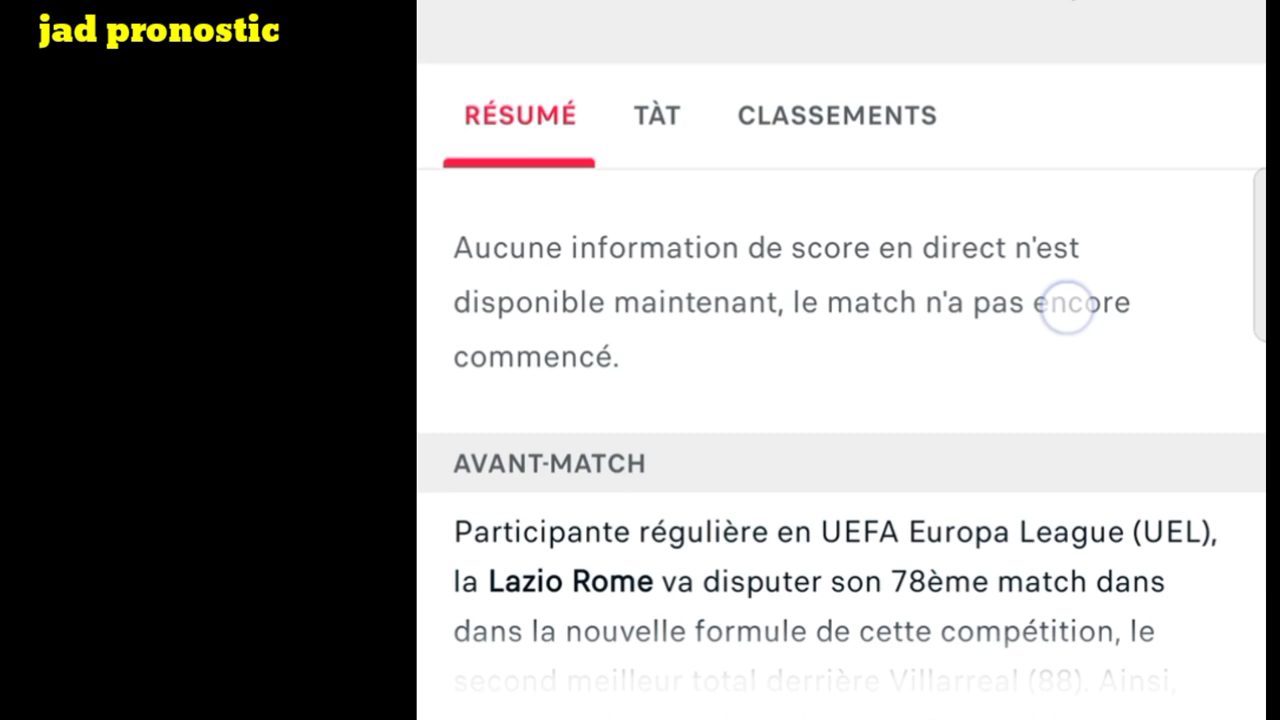 jad pronostic
RÉSUMÉ TÀT CLASSEMENTS
Aucune information de score en direct n'est
disponible maintenant, le match n'a pas encore
commencé.
AVANT-MATCH
Participante régulière en UEFA Europa League (UEL),
la Lazio Rome va disputer son 78ème match dans
dans la nouvelle formule de cette compétition, le
second meilleur total derrière Villarreal (88). Ainsi,